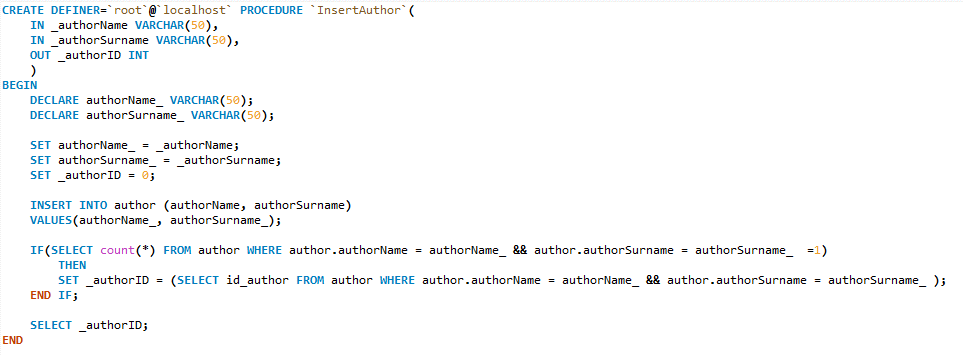 CREATE DEFINER=`root`@`localhost` PROCEDURE `InsertAuthor`(
    IN _authorName VARCHAR(50),
    IN _authorSurname VARCHAR(50),
    OUT _authorID INT
    )
BEGIN
    DECLARE authorName_ VARCHAR(50);
    DECLARE authorSurname_ VARCHAR(50);

    SET authorName_ = _authorName;
    SET authorSurname_ = _authorSurname;
    SET _authorID = 0;

    INSERT INTO author (authorName, authorSurname)
    VALUES(authorName_, authorSurname_);

    IF(SELECT count(*) FROM author WHERE author.authorName = authorName_ && author.authorSurname = authorSurname_  =1)
        THEN
        SET _authorID = (SELECT id_author FROM author WHERE author.authorName = authorName_ && author.authorSurname = authorSurname_ );
    END IF;

    SELECT _authorID;
END